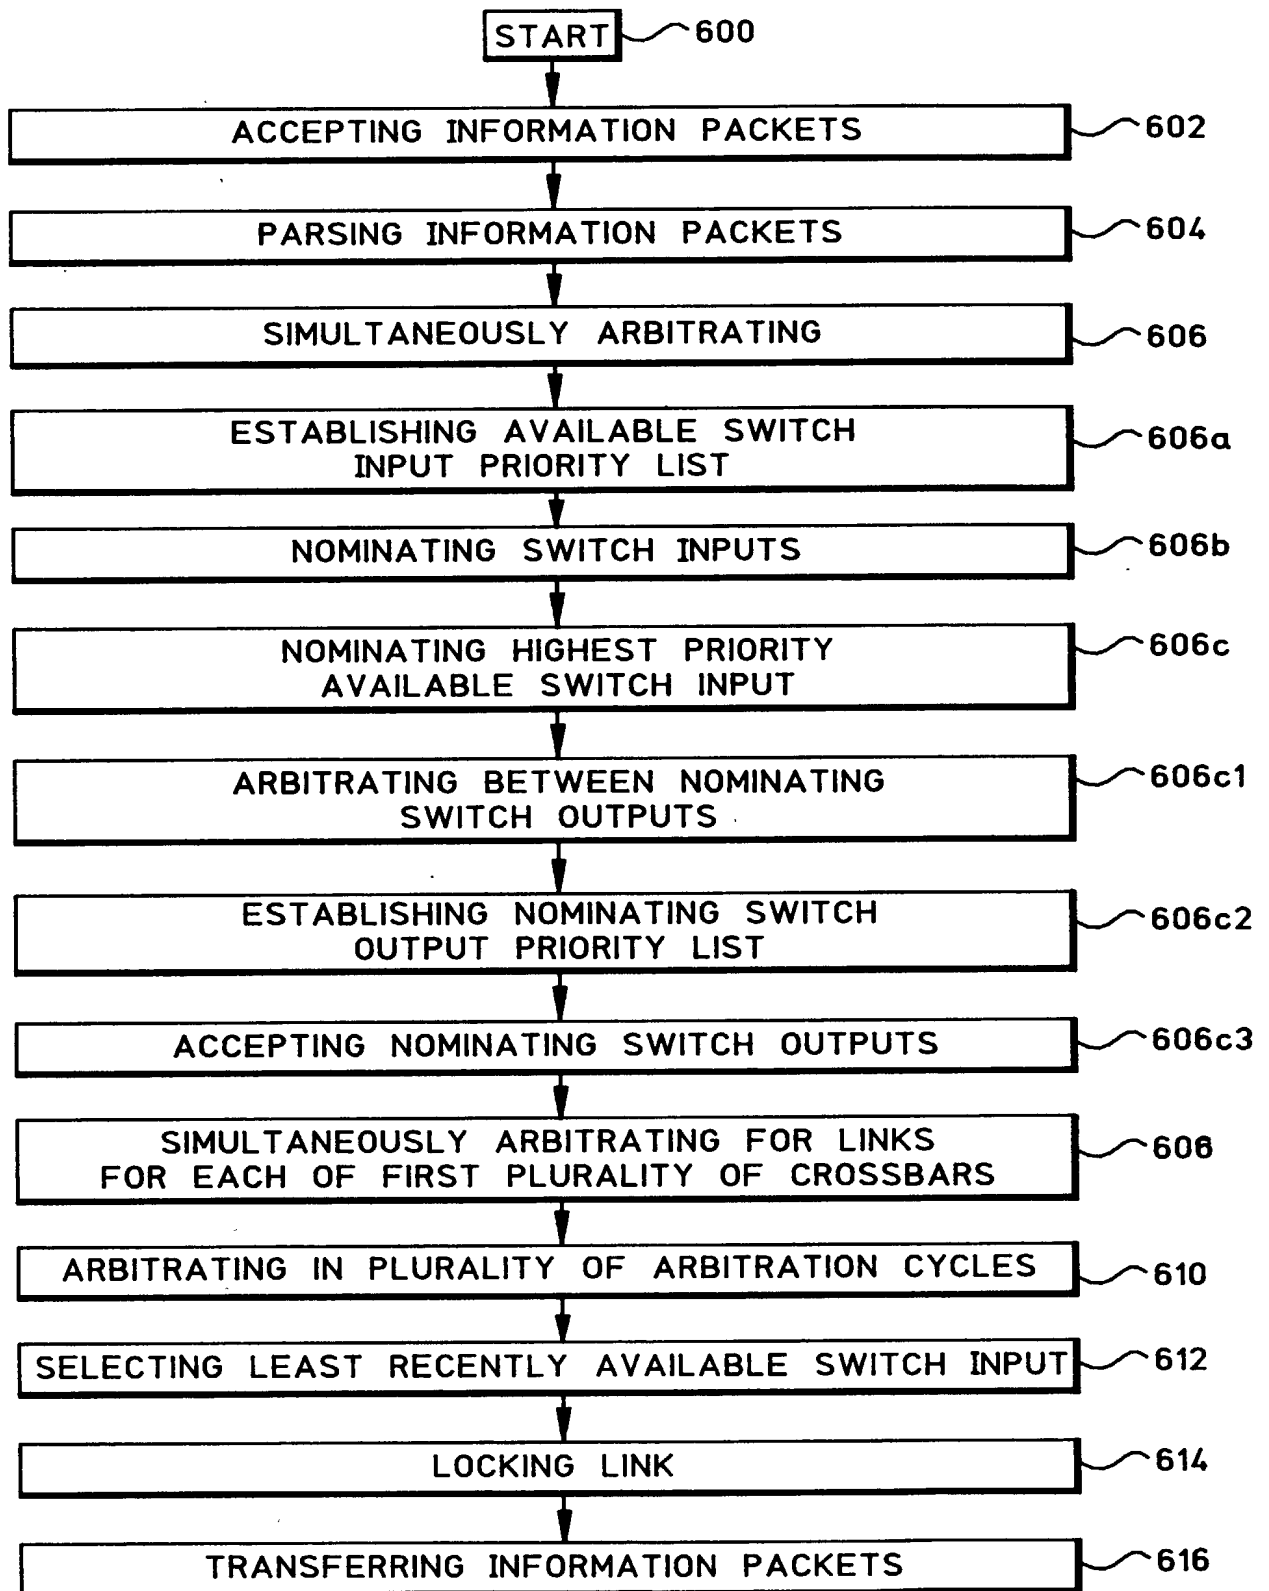 START 600
ACCEPTING INFORMATION PACKETS 602
PARSING INFORMATION PACKETS 604
SIMULTANEOUSLY ARBITRATING 606
ESTABLISHING AVAILABLE SWITCH
INPUT PRIORITY LIST 606a
NOMINATING SWITCH INPUTS 606b
NOMINATING HIGHEST PRIORITY
AVAILABLE SWITCH INPUT 606c
ARBITRATING BETWEEN NOMINATING
SWITCH OUTPUTS 606c1
ESTABLISHING NOMINATING SWITCH
OUTPUT PRIORITY LIST 606c2
ACCEPTING NOMINATING SWITCH OUTPUTS 606c3
SIMULTANEOUSLY ARBITRATING FOR LINKS
FOR EACH OF FIRST PLURALITY OF CROSSBARS 608
ARBITRATING IN PLURALITY OF ARBITRATION CYCLES 610
SELECTING LEAST RECENTLY AVAILABLE SWITCH INPUT 612
LOCKING LINK 614
TRANSFERRING INFORMATION PACKETS 616